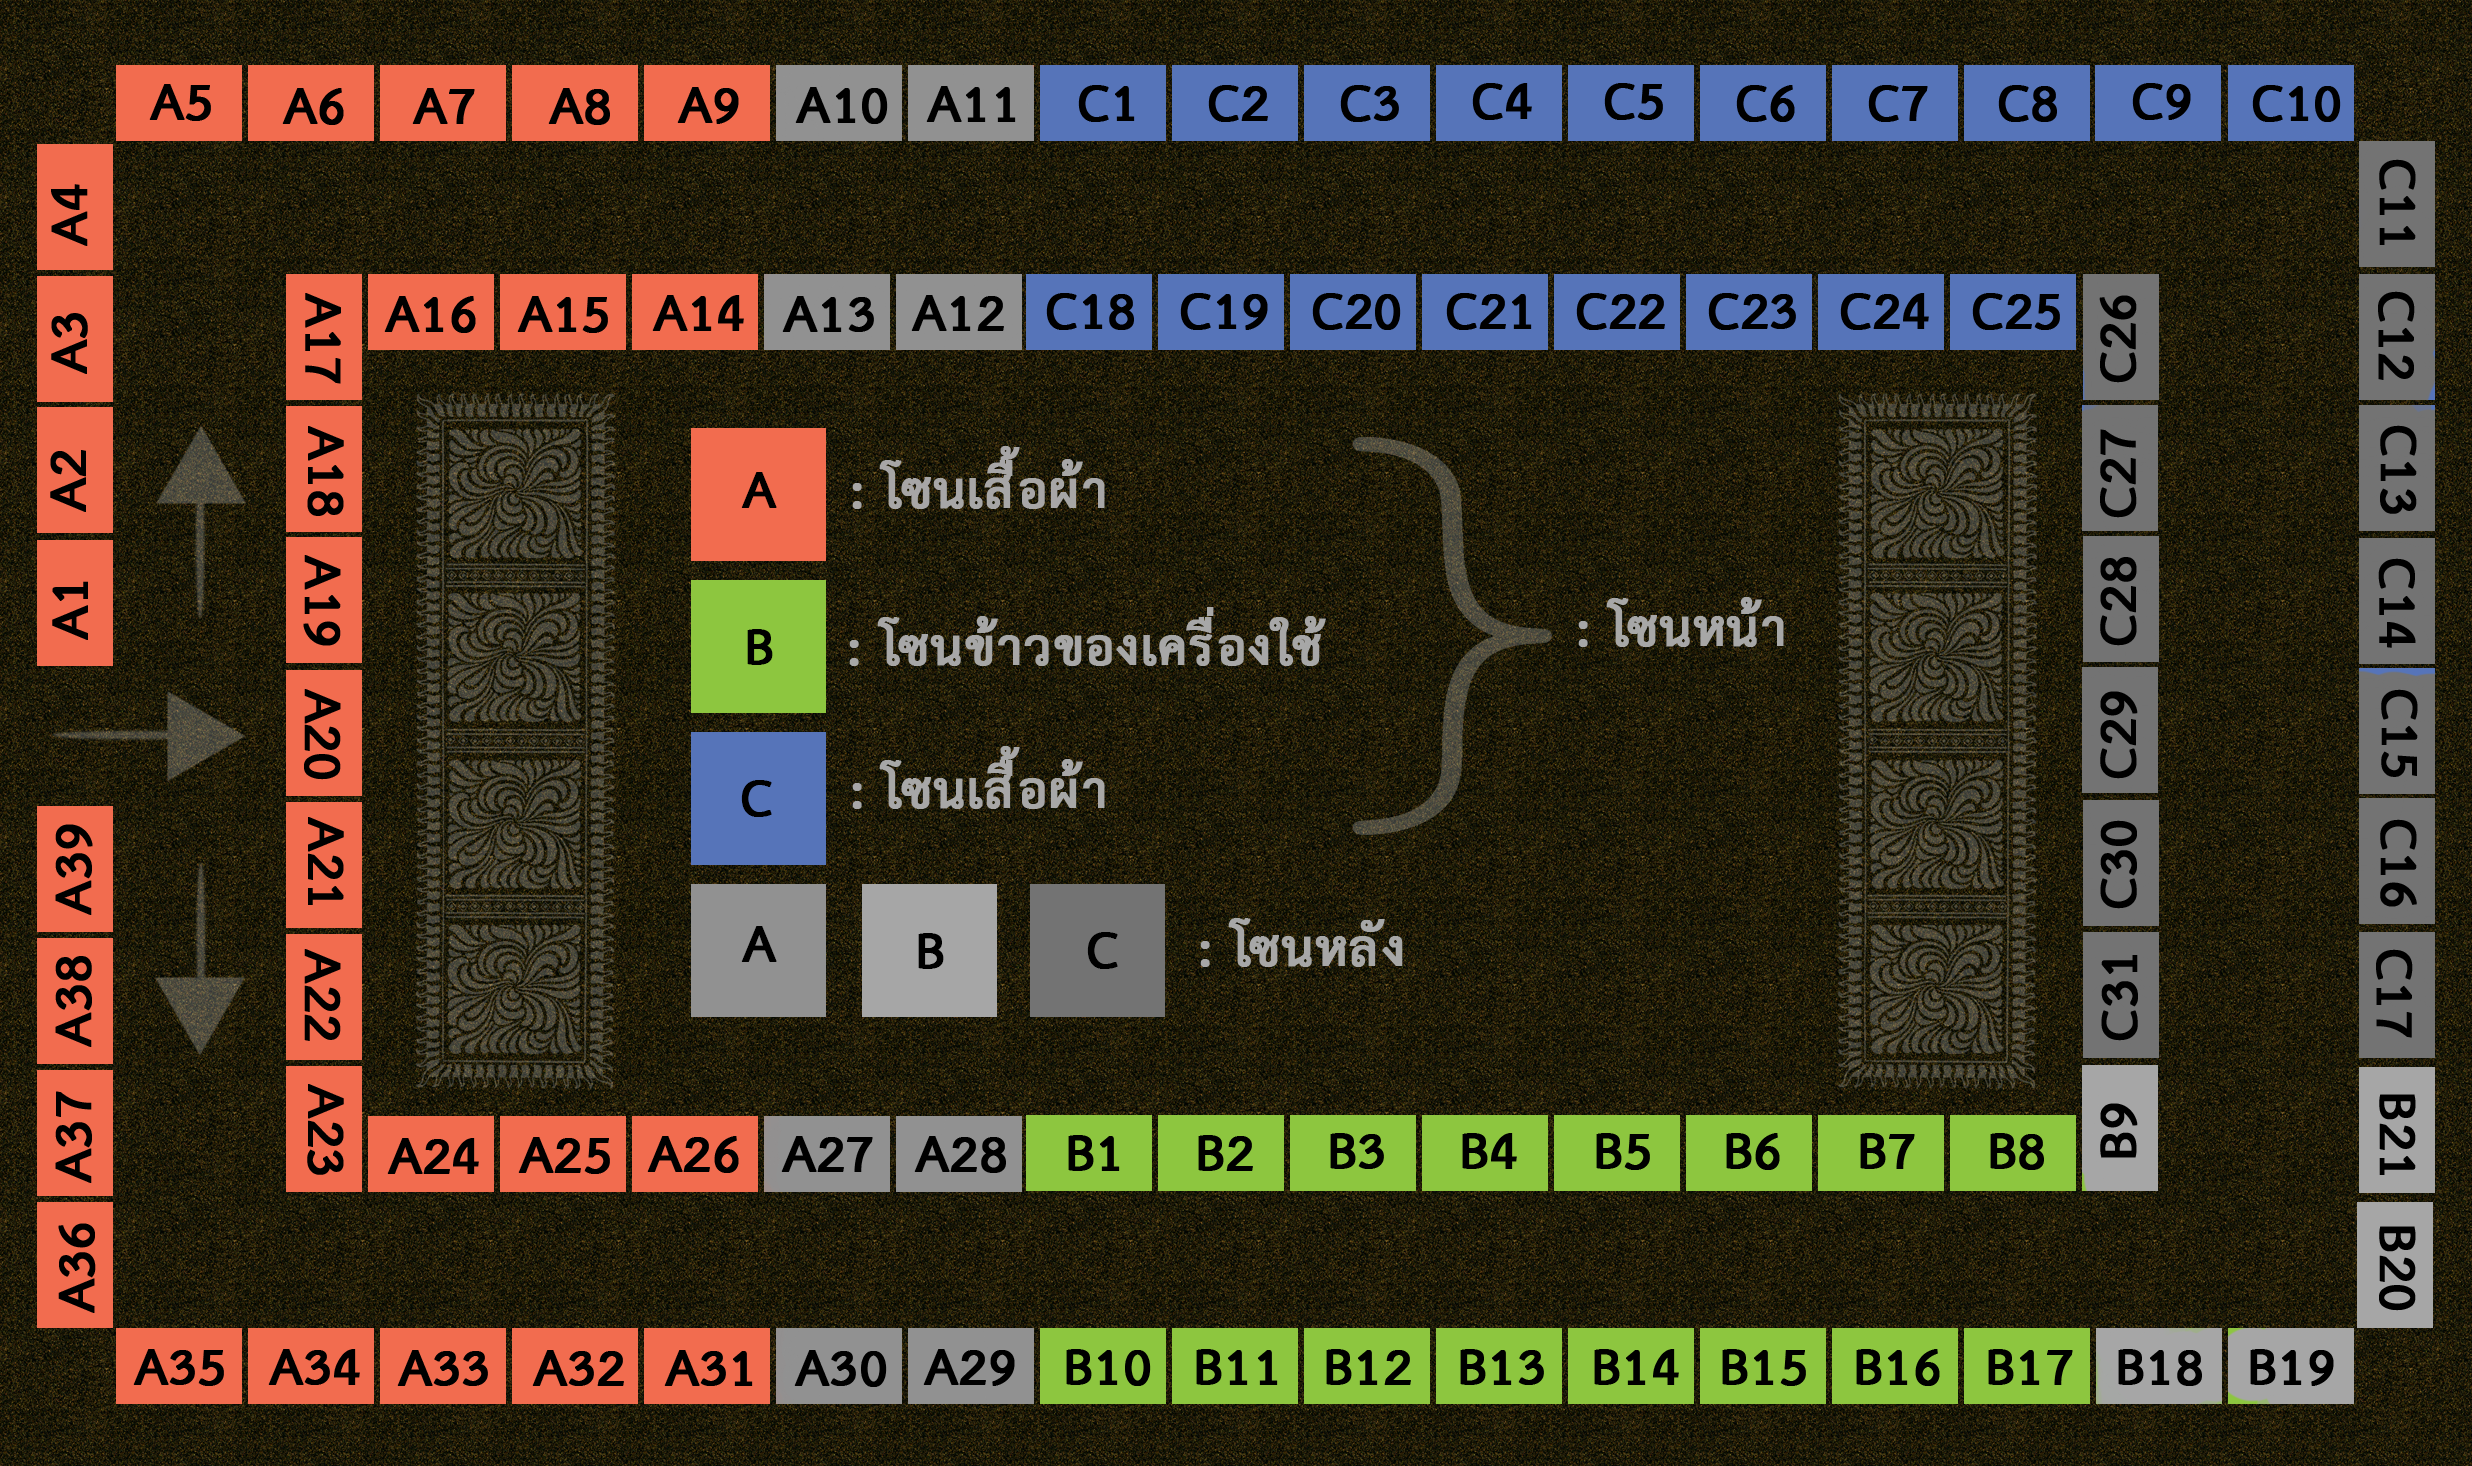 A5 A6 A7 A8 A9 A10 A11 C1 C2 C3 C4 C5 C6 C7 C8 C9 C10
A4
A3
A2
A1
A39
A38
A37
A36
A17
A18
A19
A20
A21
A22
A23
A16 A15 A14 A13 A12 C18 C19 C20 C21 C22 C23 C24 C25
A : โซนเสื้อผ้า
B : โซนข้าวของเครื่องใช้
C : โซนเสื้อผ้า
: โซนหน้า
A B C : โซนหลัง
C26
C27
C28
C29
C30
C31
B9
C11
C12
C13
C14
C15
C16
C17
B21
B20
A24 A25 A26 A27 A28 B1 B2 B3 B4 B5 B6 B7 B8
A35 A34 A33 A32 A31 A30 A29 B10 B11 B12 B13 B14 B15 B16 B17 B18 B19